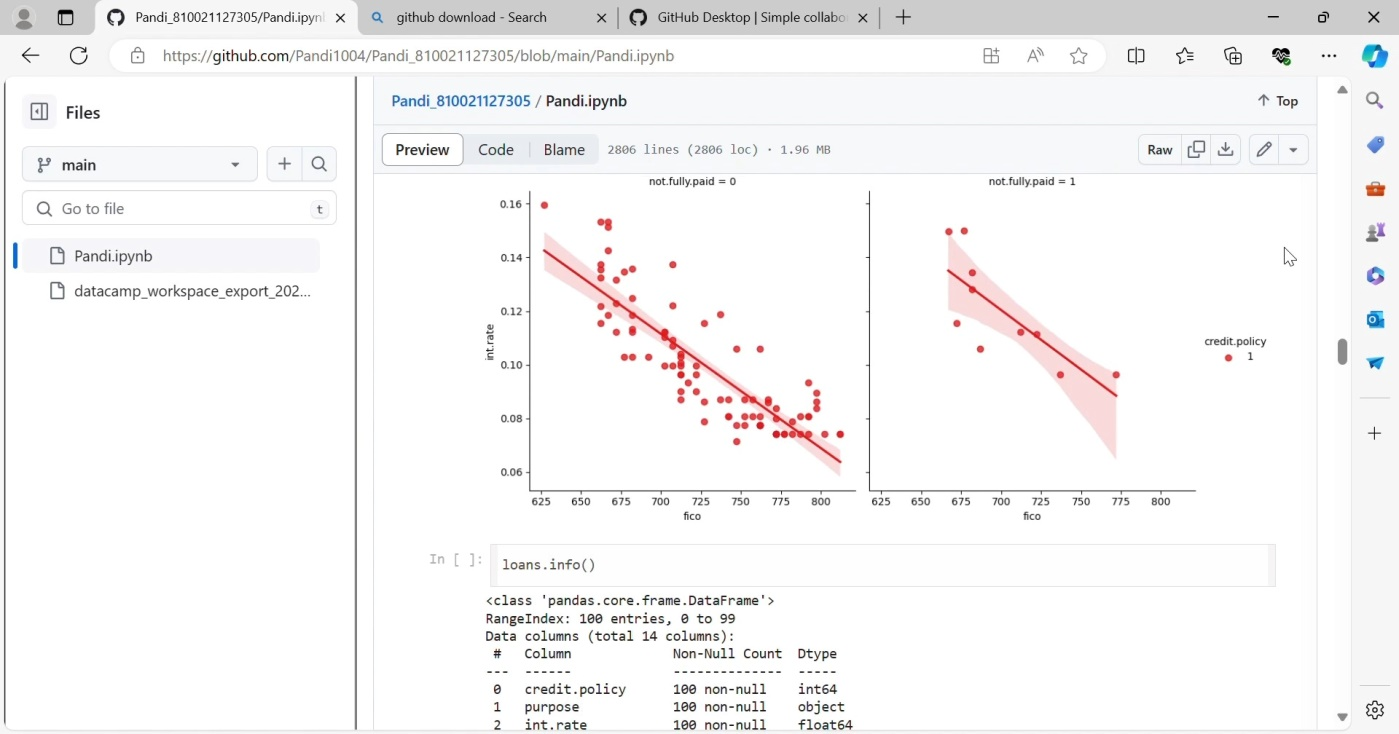 Pandi_810021127305/Pandi.ipyn
github download - Search
GitHub Desktop | Simple collabo
https://github.com/Pandi1004/Pandi_810021127305/blob/main/Pandi.ipynb
Files
Pandi_810021127305 / Pandi.ipynb
Top
main
Preview
Code
Blame
2806 lines (2806 loc) · 1.96 MB
Raw
Go to file
t
Pandi.ipynb
datacamp_workspace_export_202...
not.fully.paid = 0
not.fully.paid = 1
0.16
0.14
0.12
0.10
0.08
0.06
int.rate
625 650 675 700 725 750 775 800
fico
625 650 675 700 725 750 775 800
fico
credit.policy
1
In [ ]:
loans.info()
<class 'pandas.core.frame.DataFrame'>
RangeIndex: 100 entries, 0 to 99
Data columns (total 14 columns):
# Column Non-Null Count Dtype
--- ------ -------------- -----
0 credit.policy 100 non-null int64
1 purpose 100 non-null object
2 int.rate 100 non-null float64